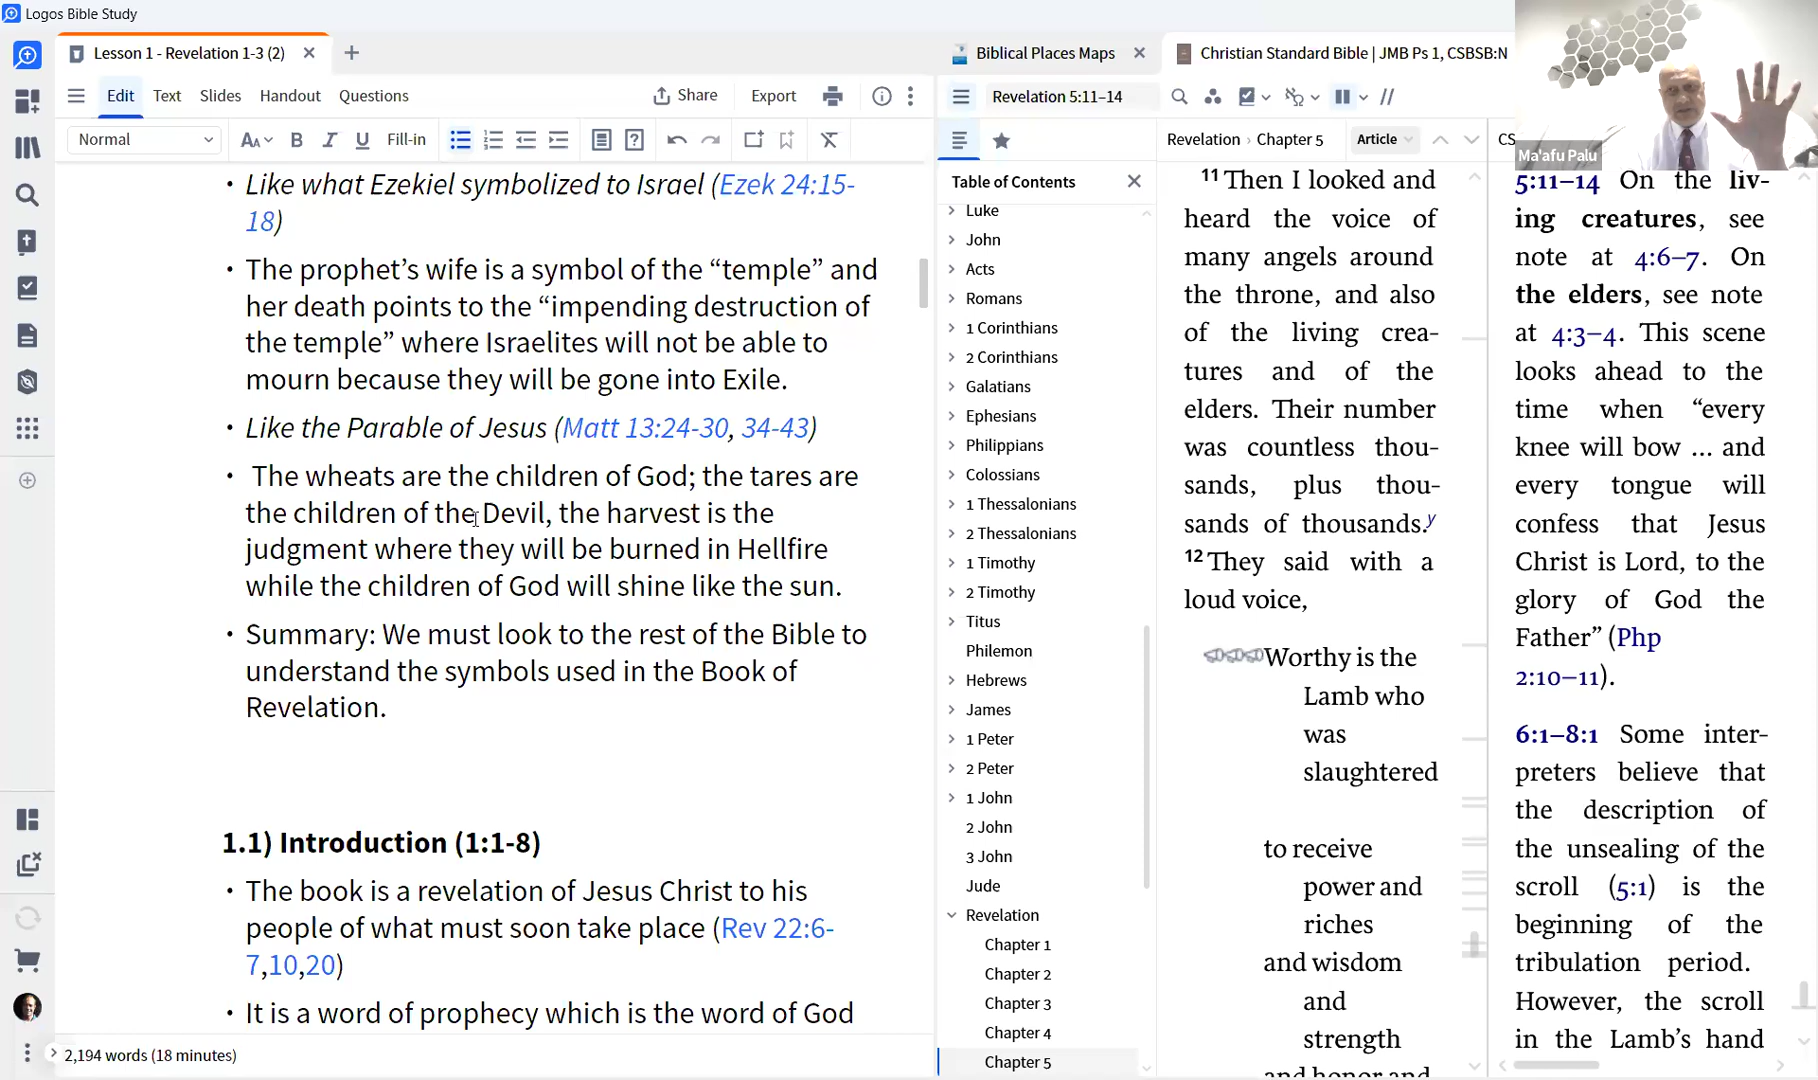 Logos Bible Study
Lesson 1 - Revelation 1-3 (2)
Edit Text Slides Handout Questions
Share Export
Normal
AA B I U Fill-in
• Like what Ezekiel symbolized to Israel (Ezek 24:15-
18)
• The prophet’s wife is a symbol of the “temple” and
her death points to the “impending destruction of
the temple” where Israelites will not be able to
mourn because they will be gone into Exile.
• Like the Parable of Jesus (Matt 13:24-30, 34-43)
• The wheats are the children of God; the tares are
the children of the Devil, the harvest is the
judgment where they will be burned in Hellfire
while the children of God will shine like the sun.
• Summary: We must look to the rest of the Bible to
understand the symbols used in the Book of
Revelation.
1.1) Introduction (1:1-8)
• The book is a revelation of Jesus Christ to his
people of what must soon take place (Rev 22:6-
7,10,20)
• It is a word of prophecy which is the word of God
2,194 words (18 minutes)
Biblical Places Maps
Christian Standard Bible | JMB Ps 1, CSBSB:N
Revelation 5:11–14
Table of Contents
Luke
John
Acts
Romans
1 Corinthians
2 Corinthians
Galatians
Ephesians
Philippians
Colossians
1 Thessalonians
2 Thessalonians
1 Timothy
2 Timothy
Titus
Philemon
Hebrews
James
1 Peter
2 Peter
1 John
2 John
3 John
Jude
Revelation
Chapter 1
Chapter 2
Chapter 3
Chapter 4
Chapter 5
Revelation › Chapter 5 Article
11 Then I looked and
heard the voice of
many angels around
the throne, and also
of the living crea-
tures and of the
elders. Their number
was countless thou-
sands, plus thou-
sands of thousands.y
12 They said with a
loud voice,
Worthy is the
Lamb who
was
slaughtered
to receive
power and
riches
and wisdom
and
strength
and honor and
CS
Ma'afu Palu
5:11–14 On the liv-
ing creatures, see
note at 4:6–7. On
the elders, see note
at 4:3–4. This scene
looks ahead to the
time when “every
knee will bow ... and
every tongue will
confess that Jesus
Christ is Lord, to the
glory of God the
Father” (Php
2:10–11).
6:1–8:1 Some inter-
preters believe that
the description of
the unsealing of the
scroll (5:1) is the
beginning of the
tribulation period.
However, the scroll
in the Lamb’s hand